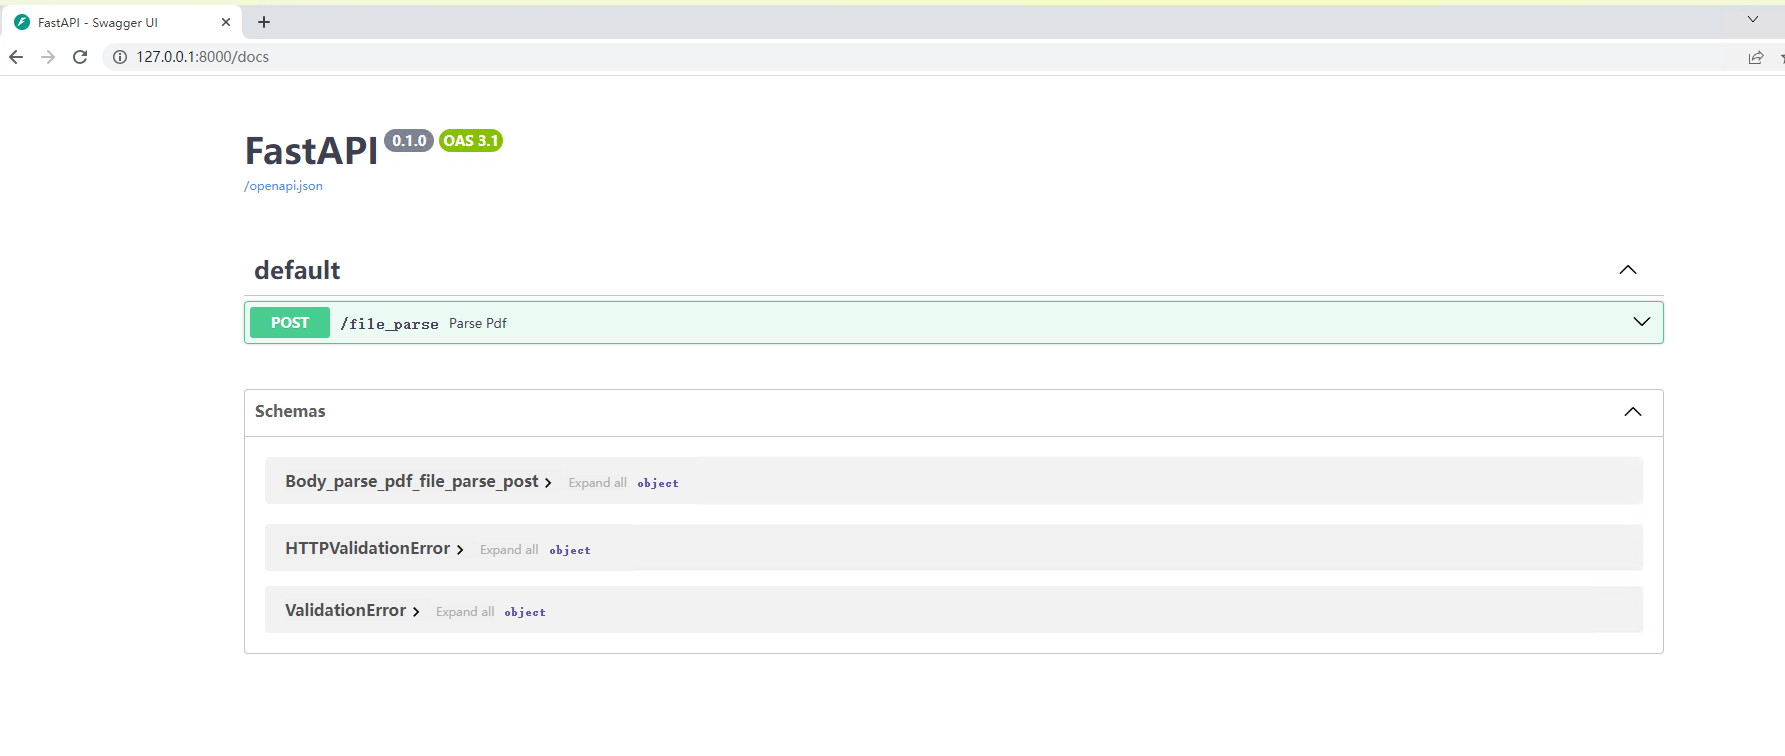 FastAPI - Swagger UI
127.0.0.1:8000/docs
FastAPI 0.1.0 OAS 3.1
/openapi.json
default
POST /file_parse Parse Pdf
Schemas
Body_parse_pdf_file_parse_post Expand all object
HTTPValidationError Expand all object
ValidationError Expand all object